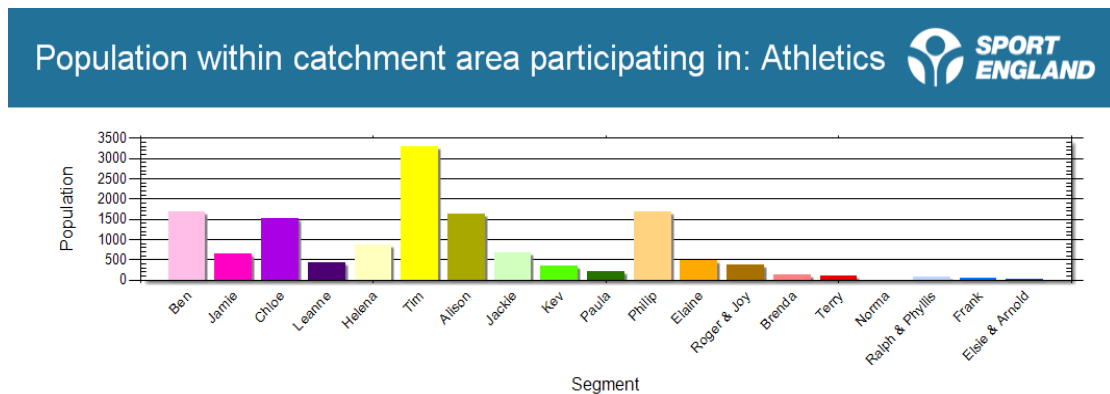 Population within catchment area participating in: Athletics
SPORT
ENGLAND
3500
3000
2500
2000
1500
1000
500
0
Population
Ben
Jamie
Chloe
Leanne
Helena
Tim
Alison
Jackie
Kev
Paula
Philip
Elaine
Roger & Joy
Brenda
Terry
Norma
Ralph & Phyllis
Frank
Elsie & Arnold
Segment